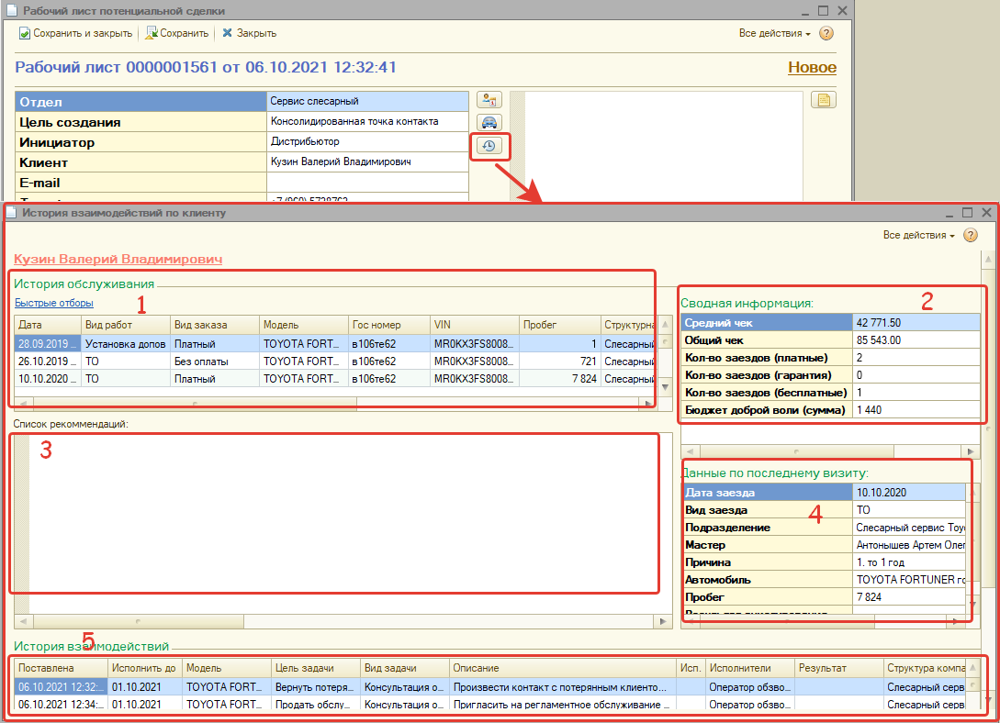 Рабочий лист потенциальной сделки
Сохранить и закрыть Сохранить Закрыть Все действия ?
Рабочий лист 0000001561 от 06.10.2021 12:32:41 Новое
Отдел Сервис слесарный
Цель создания Консолидированная точка контакта
Инициатор Дистрибьютор
Клиент Кузин Валерий Владимирович
E-mail
История взаимодействий по клиенту
Все действия ?
Кузин Валерий Владимирович
История обслуживания
Быстрые отборы 1
Дата Вид работ Вид заказа Модель Гос номер VIN Пробег Структурна
28.09.2019 ... Установка допов Платный TOYOTA FORT... в106те62 MR0KX3FS8008... 1 Слесарный
26.10.2019 ... ТО Без оплаты TOYOTA FORT... в106те62 MR0KX3FS8008... 721 Слесарный
10.10.2020 ... ТО Платный TOYOTA FORT... в106те62 MR0KX3FS8008... 7 824 Слесарный
Сводная информация: 2
Средний чек 42 771.50
Общий чек 85 543.00
Кол-во заездов (платные) 2
Кол-во заездов (гарантия) 0
Кол-во заездов (бесплатные) 1
Бюджет доброй воли (сумма) 1 440
Список рекоммендаций:
3
Данные по последнему визиту:
4
Дата заезда 10.10.2020
Вид заезда ТО
Подразделение Слесарный сервис Toyo
Мастер Антонышев Артем Олег
Причина 1. то 1 год
Автомобиль TOYOTA FORTUNER го
Пробег 7 824
5
История взаимодействий
Поставлена Исполнить до Модель Цель задачи Вид задачи Описание Исп. Исполнители Результат Структура компа
06.10.2021 12:32:... 01.10.2021 TOYOTA FORT... Вернуть потеря... Консультация о... Произвести контакт с потерянным клиенто... Оператор обзво... Слесарный серв
06.10.2021 12:34:... 01.10.2021 TOYOTA FORT... Продать обслу... Консультация о... Пригласить на регламентное обслуживание ... Оператор обзво... Слесарный серв